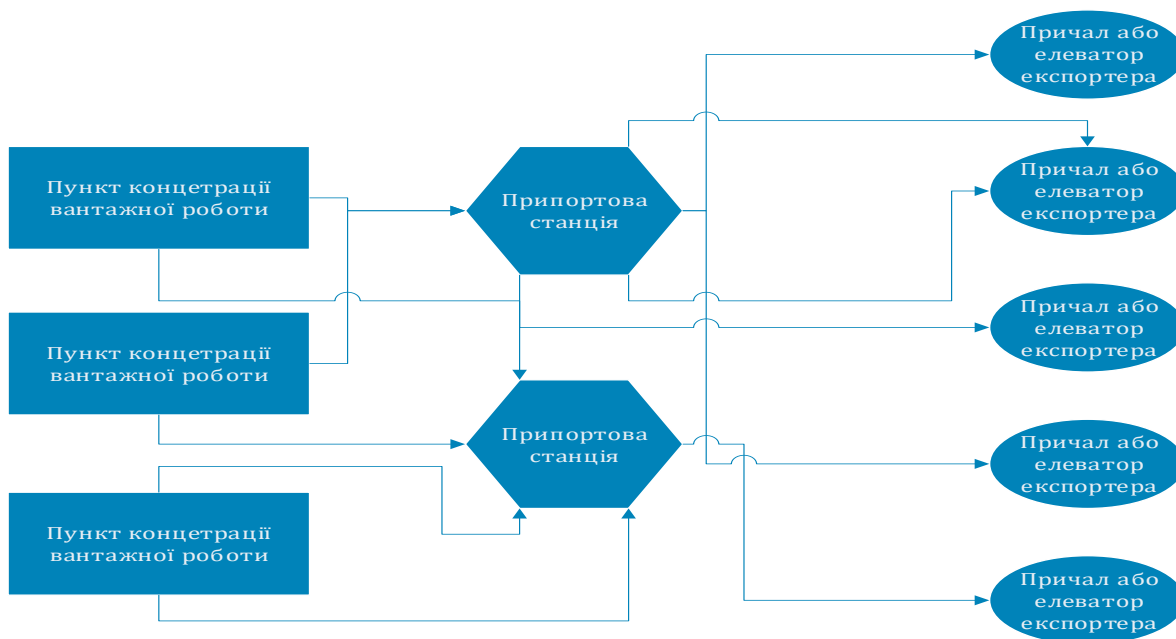 Пункт концетрації
вантажної роботи
Пункт концетрації
вантажної роботи
Пункт концетрації
вантажної роботи
Припортова
станція
Припортова
станція
Причал або
елеватор
експортера
Причал або
елеватор
експортера
Причал або
елеватор
експортера
Причал або
елеватор
експортера
Причал або
елеватор
експортера